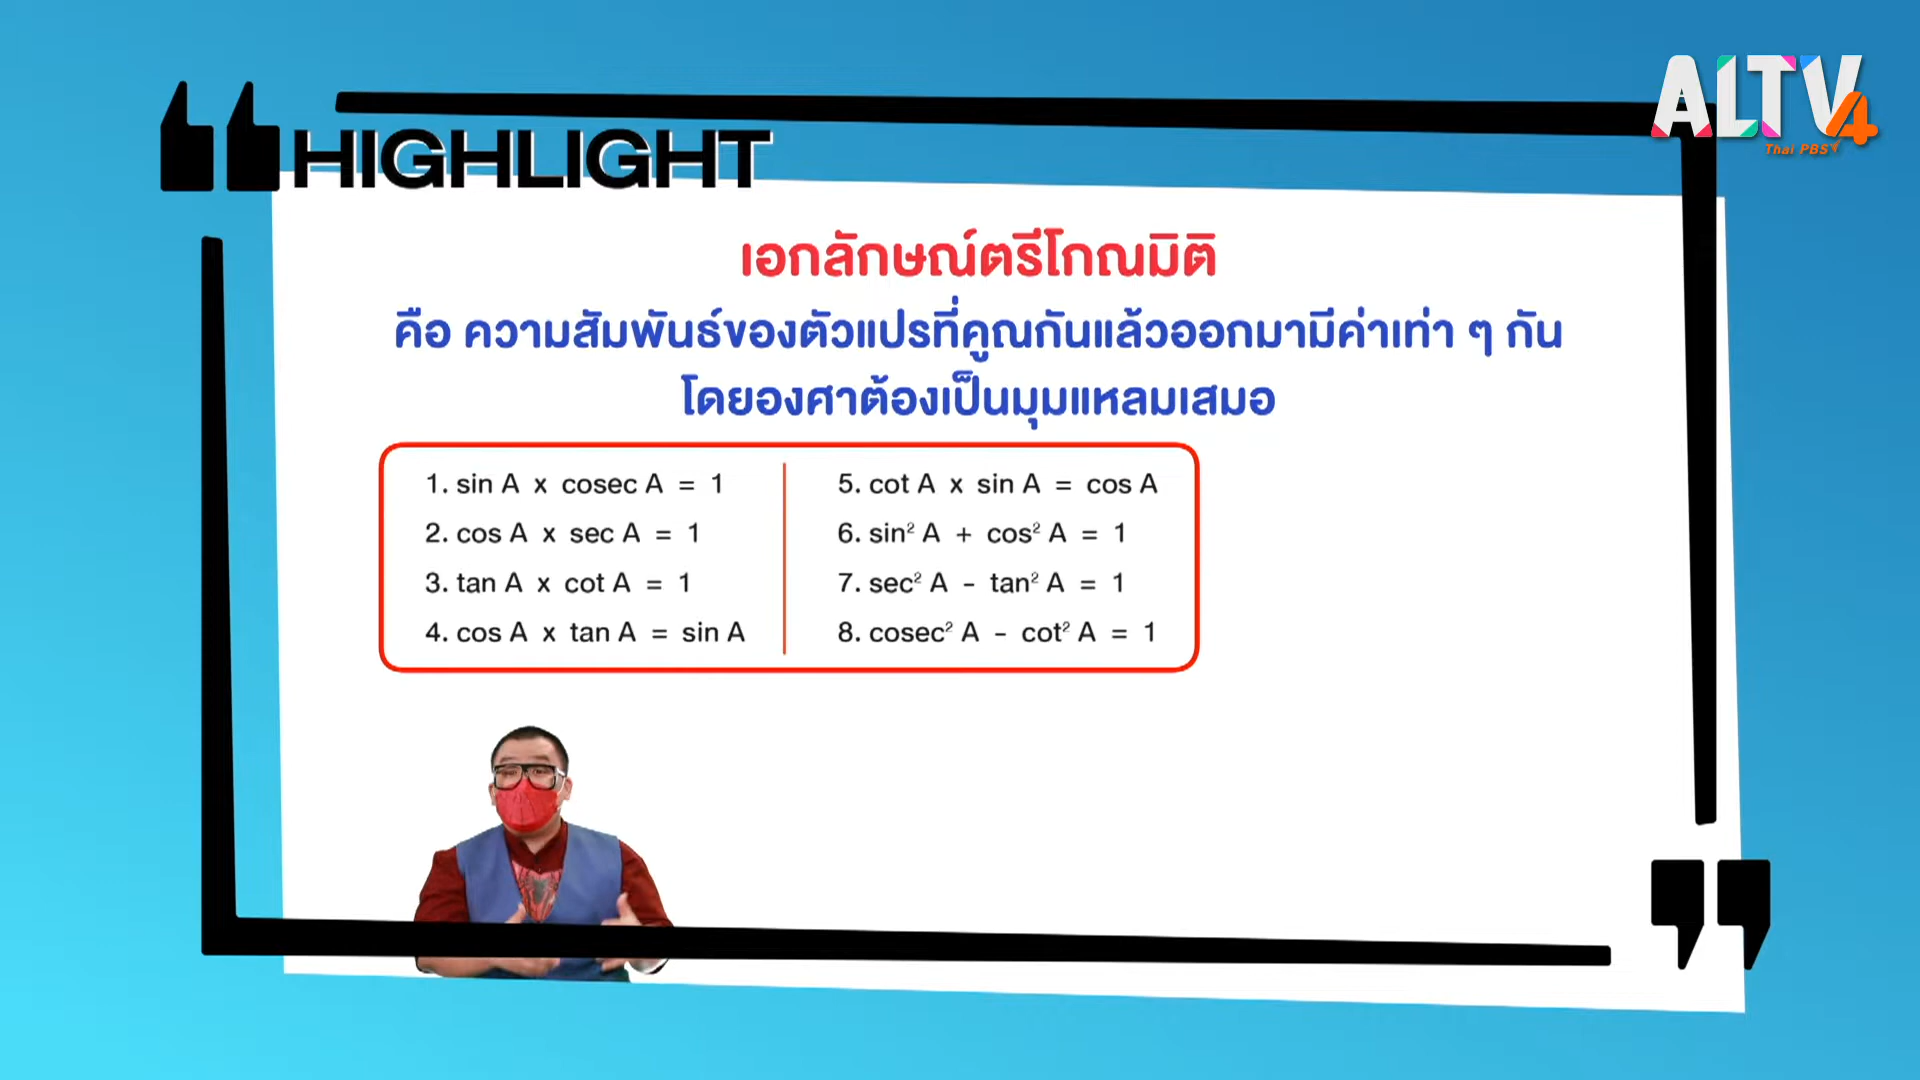 HIGHLIGHT
ALTV4
Thai PBS
เอกลักษณ์ตรีโกณมิติ
คือ ความสัมพันธ์ของตัวแปรที่คูณกันแล้วออกมามีค่าเท่า ๆ กัน
โดยองศาต้องเป็นมุมแหลมเสมอ
1. sin A x cosec A = 1
2. cos A x sec A = 1
3. tan A x cot A = 1
4. cos A x tan A = sin A
5. cot A x sin A = cos A
6. sin² A + cos² A = 1
7. sec² A - tan² A = 1
8. cosec² A - cot² A = 1